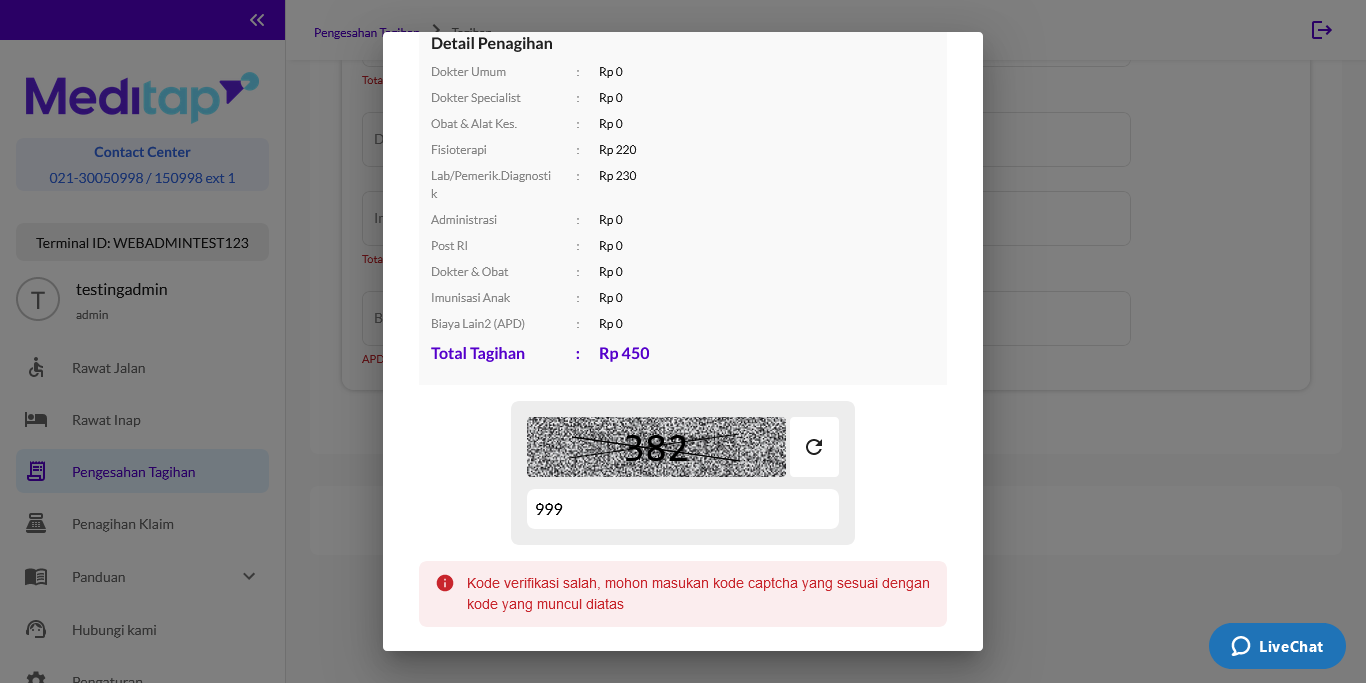 Meditap
Contact Center
021-30050998 / 150998 ext 1
Terminal ID: WEBADMINTEST123
T
testingadmin
admin
Rawat Jalan
Rawat Inap
Pengesahan Tagihan
Penagihan Klaim
Panduan
Hubungi kami
Pengaturan
Pengesahan Tagihan
Tagihan
Tota
D
Im
Tota
B
APD
Detail Penagihan
Dokter Umum : Rp 0
Dokter Specialist : Rp 0
Obat & Alat Kes. : Rp 0
Fisioterapi : Rp 220
Lab/Pemerik.Diagnosti : Rp 230
k
Administrasi : Rp 0
Post RI : Rp 0
Dokter & Obat : Rp 0
Imunisasi Anak : Rp 0
Biaya Lain2 (APD) : Rp 0
Total Tagihan : Rp 450
382
999
Kode verifikasi salah, mohon masukan kode captcha yang sesuai dengan
kode yang muncul diatas
LiveChat